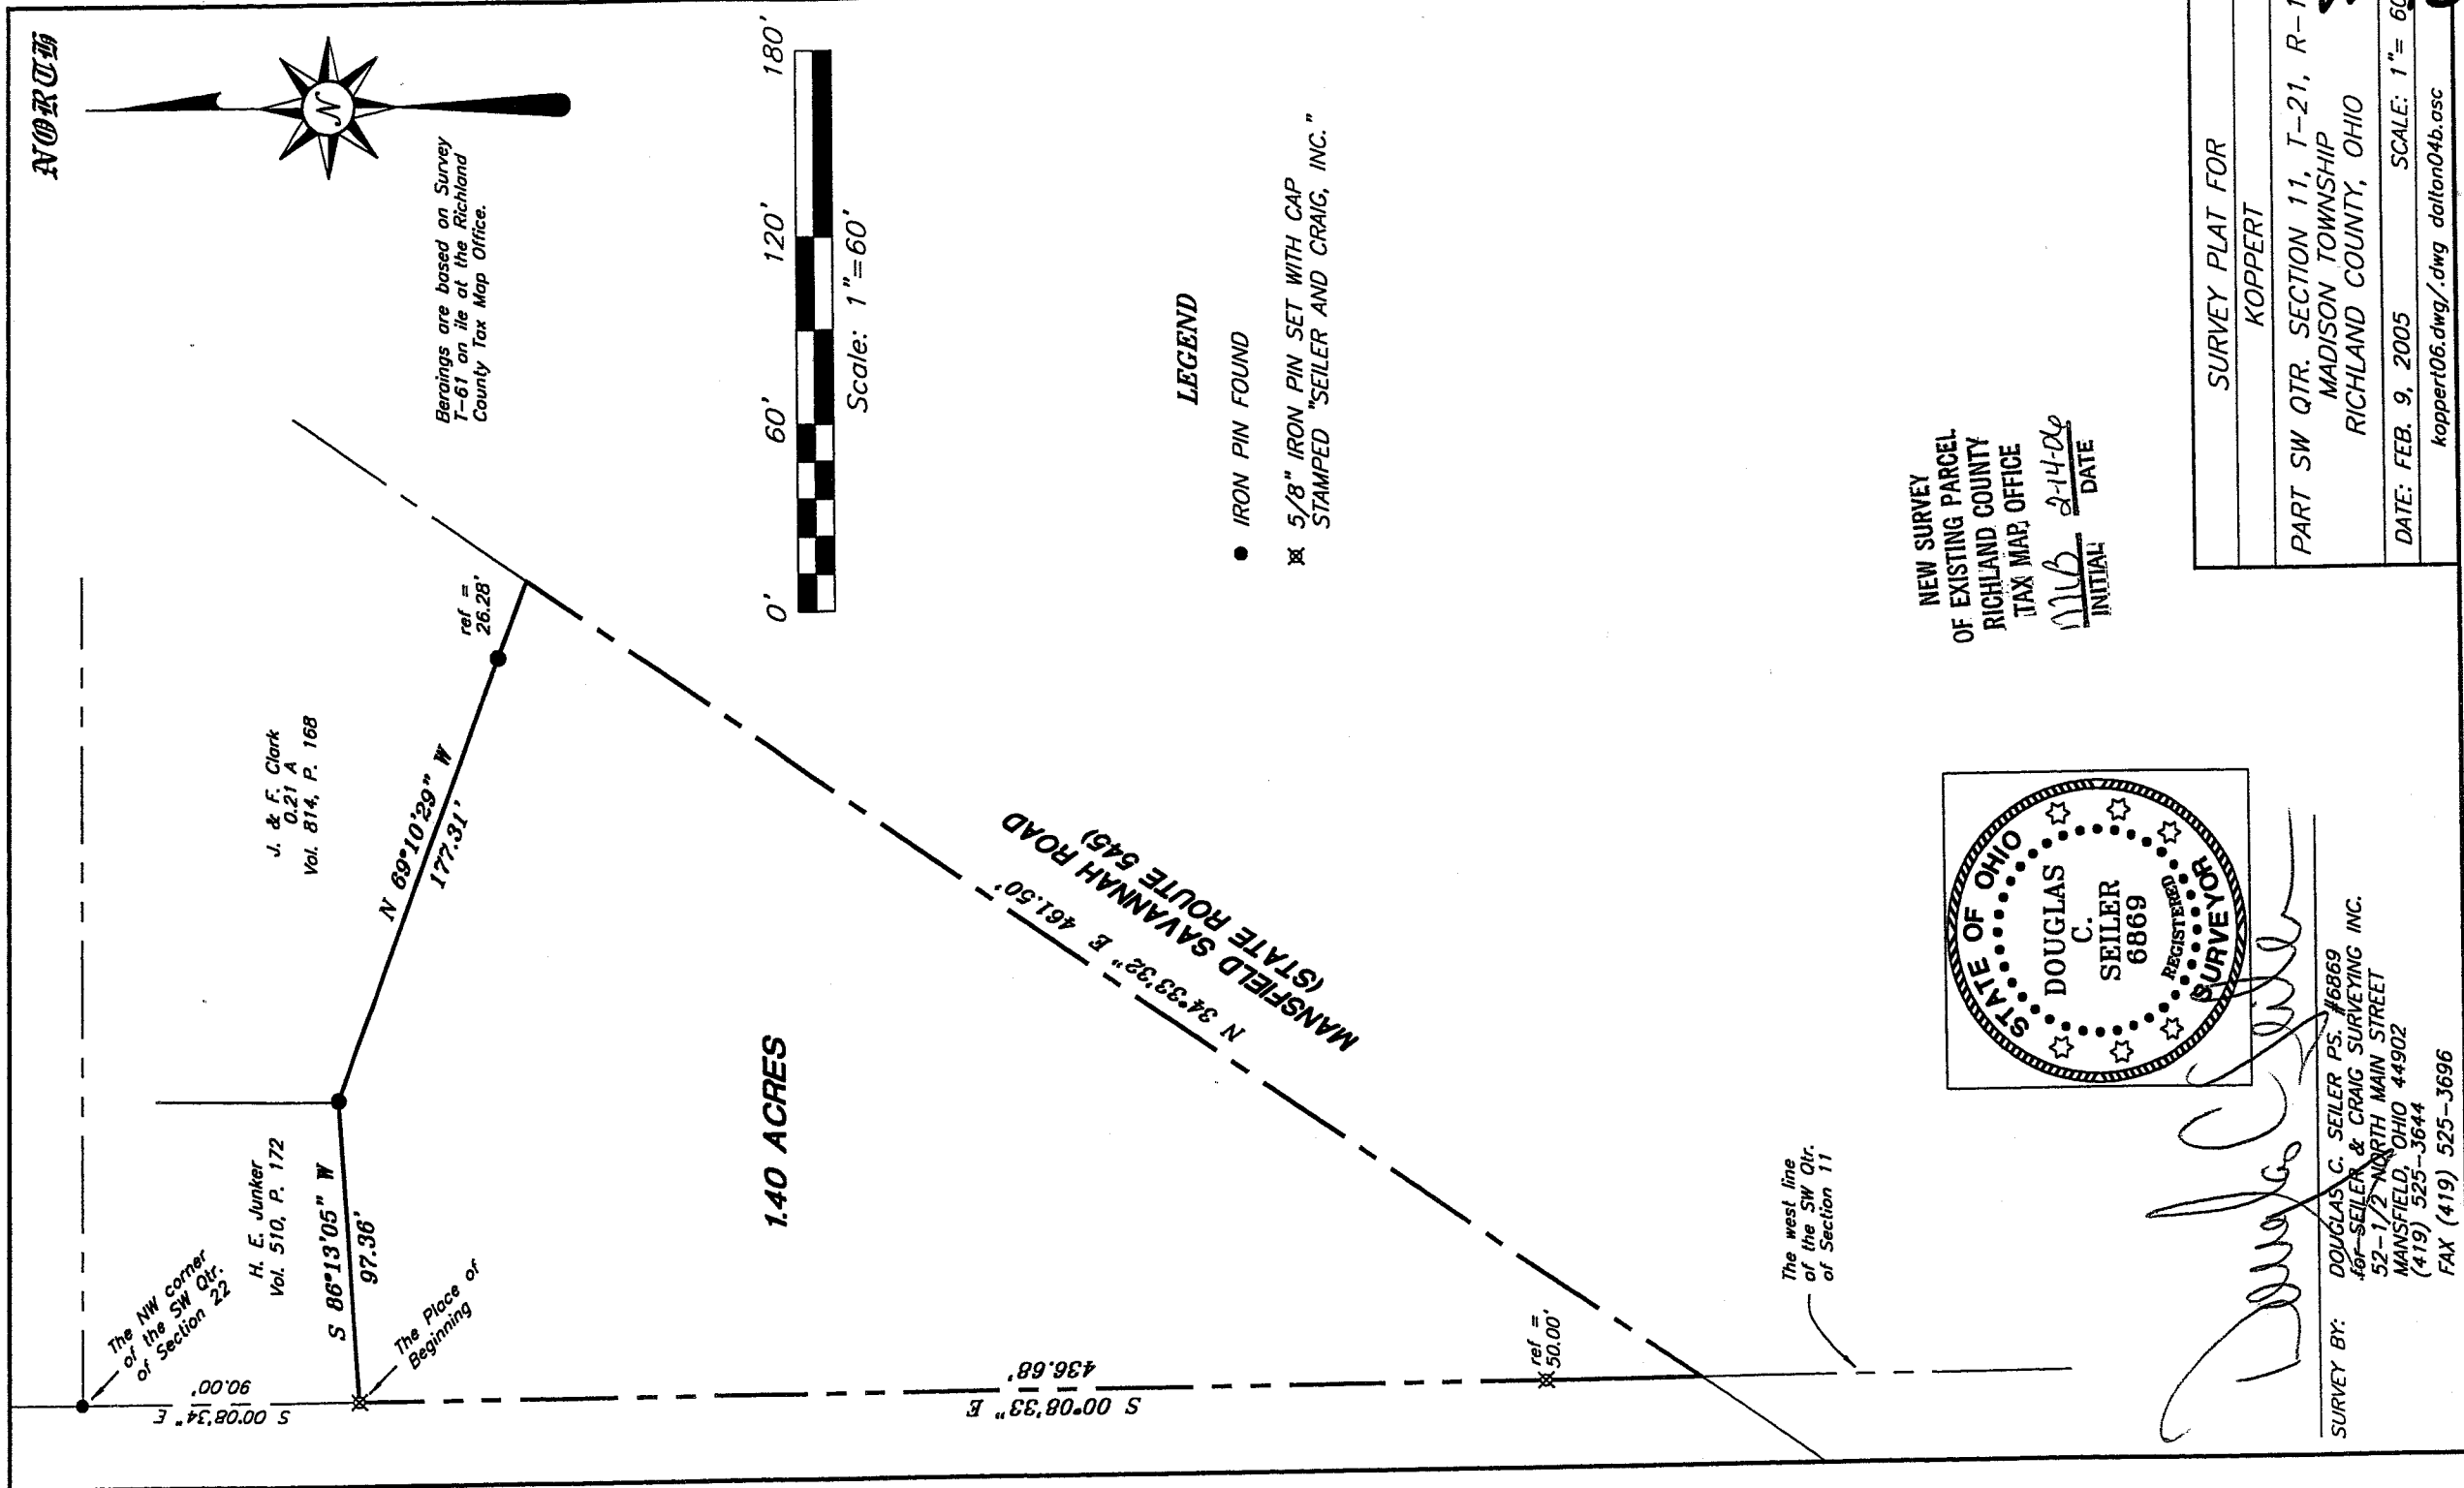 NORTH
Beraings are based on Survey
T-61 on ile at the Richland
County Tax Map Office.
0' 60' 120' 180'
Scale: 1"=60'
LEGEND
IRON PIN FOUND
5/8" IRON PIN SET WITH CAP
STAMPED "SEILER AND CRAIG, INC."
The NW corner
of the SW Qtr.
of Section 22
H. E. Junker
Vol. 510, P. 172
J. & F. Clark
0.21 A
Vol. 814, P. 168
S 00°08'34" E
90.00'
S 86°13'05" W
97.36'
The Place of
Beginning
N 69°10'29" W
177.31'
ref =
26.28'
1.40 ACRES
N 34°33'32" E 461.50'
MANSFIELD SAVANNAH ROAD
(STATE ROUTE 545)
S 00°08'33" E
436.68'
ref =
50.00'
The west line
of the SW Qtr.
of Section 11
NEW SURVEY
OF EXISTING PARCEL
RICHLAND COUNTY
TAX MAP OFFICE
2-14-06
INITIAL DATE
STATE OF OHIO
DOUGLAS
C.
SEILER
6869
REGISTERED
SURVEYOR
SURVEY BY: DOUGLAS C. SEILER PS. #6869
for SEILER & CRAIG SURVEYING INC.
52-1/2 NORTH MAIN STREET
MANSFIELD, OHIO 44902
(419) 525-3644
FAX (419) 525-3696
SURVEY PLAT FOR
KOPPERT
PART SW QTR. SECTION 11, T-21, R-1
MADISON TOWNSHIP
RICHLAND COUNTY, OHIO
DATE: FEB. 9, 2005 SCALE: 1"= 60
koppert06.dwg/.dwg dalton04b.asc